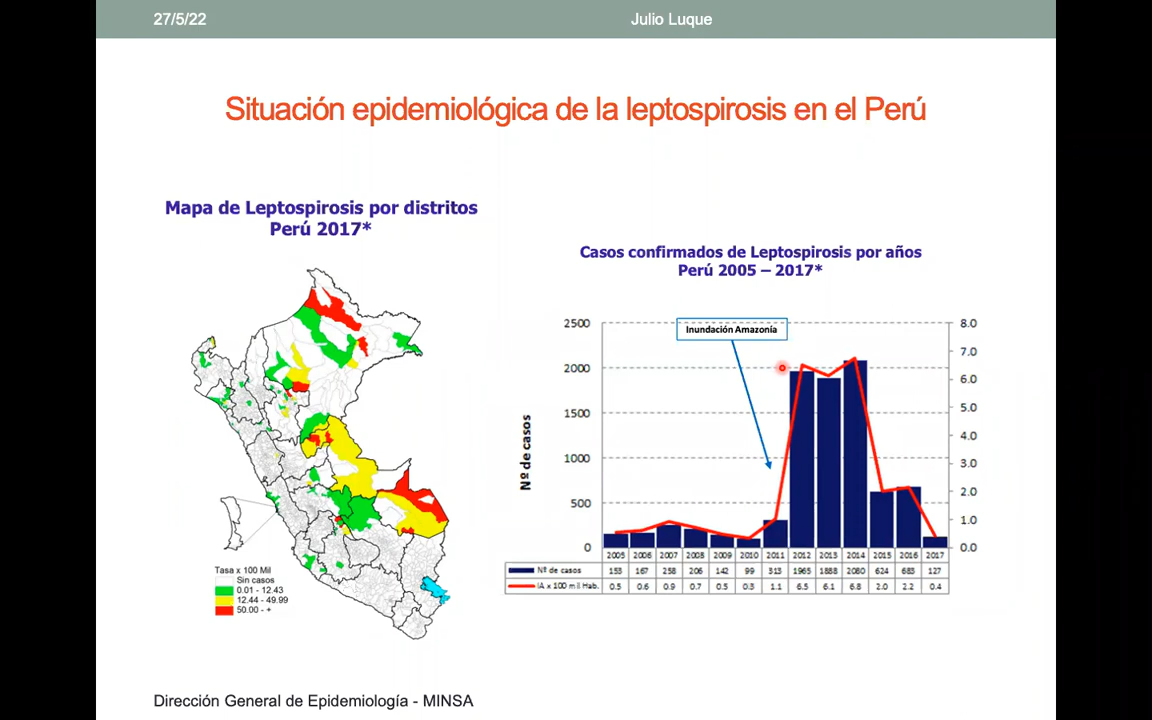 27/5/22
Julio Luque
Situación epidemiológica de la leptospirosis en el Perú
Mapa de Leptospirosis por distritos
Perú 2017*
Tasa x 100 Mil
Sin casos
0.01 - 12.43
12.44 - 49.99
50.00 - +
Casos confirmados de Leptospirosis por años
Perú 2005 – 2017*
Inundación Amazonía
Nº de casos
2500
2000
1500
1000
500
0
8.0
7.0
6.0
5.0
4.0
3.0
2.0
1.0
0.0
2005 2006 2007 2008 2009 2010 2011 2012 2013 2014 2015 2016 2017
Nº de casos 153 167 258 206 142 99 313 1965 1888 2080 624 683 127
IA x 100 mil Hab. 0.5 0.6 0.9 0.7 0.5 0.3 1.1 6.5 6.1 6.8 2.0 2.2 0.4
Dirección General de Epidemiología - MINSA